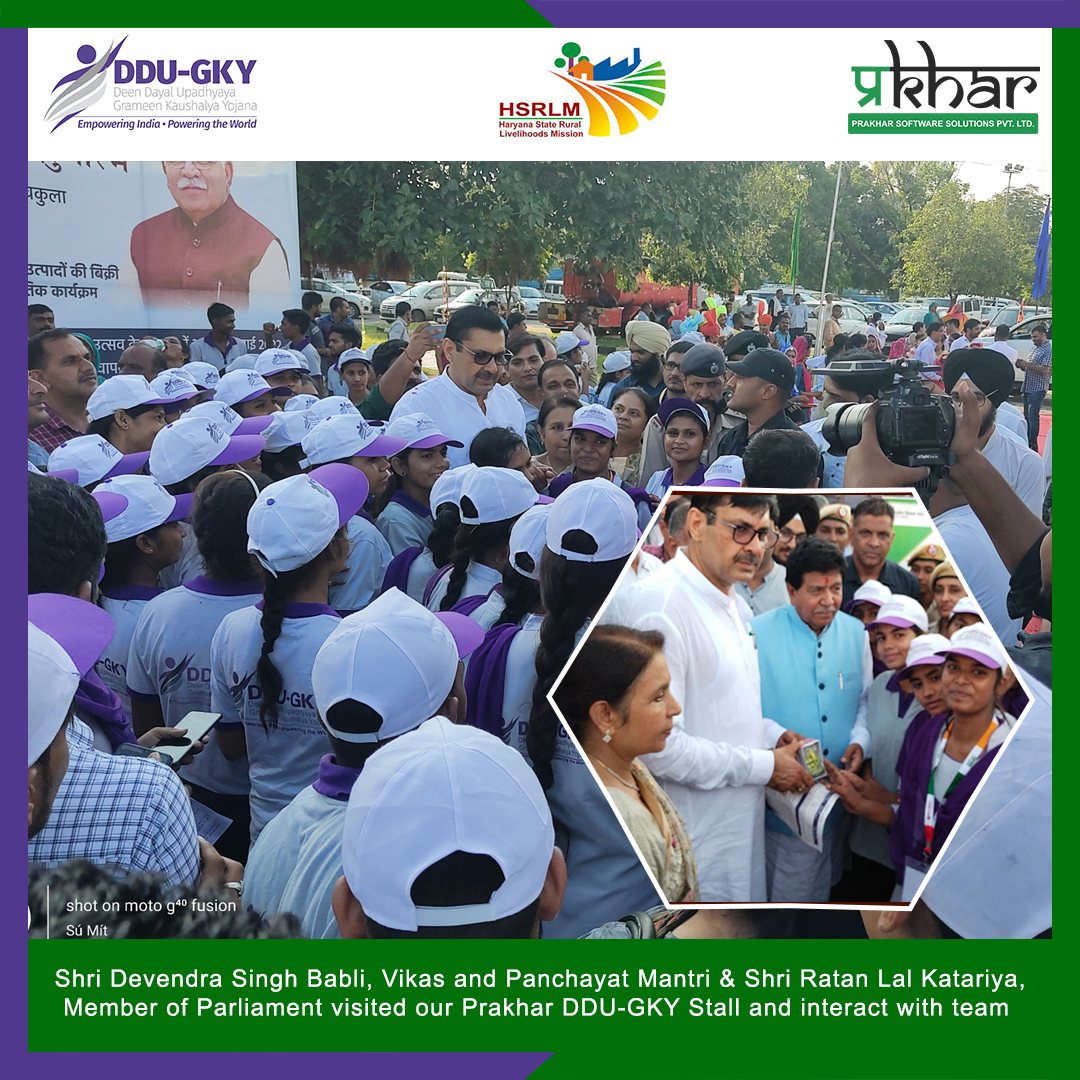 DDU-GKY
Deen Dayal Upadhyaya
Grameen Kaushalya Yojana
Empowering India • Powering the World
HSRLM
Haryana State Rural
Livelihoods Mission
प्रkhar
PRAKHAR SOFTWARE SOLUTIONS PVT. LTD.
उत्पादों की बिक्री
कार्यक्रम
DDU-GKY
shot on moto g⁴⁰ fusion
Sú Mít
Shri Devendra Singh Babli, Vikas and Panchayat Mantri & Shri Ratan Lal Katariya,
Member of Parliament visited our Prakhar DDU-GKY Stall and interact with team